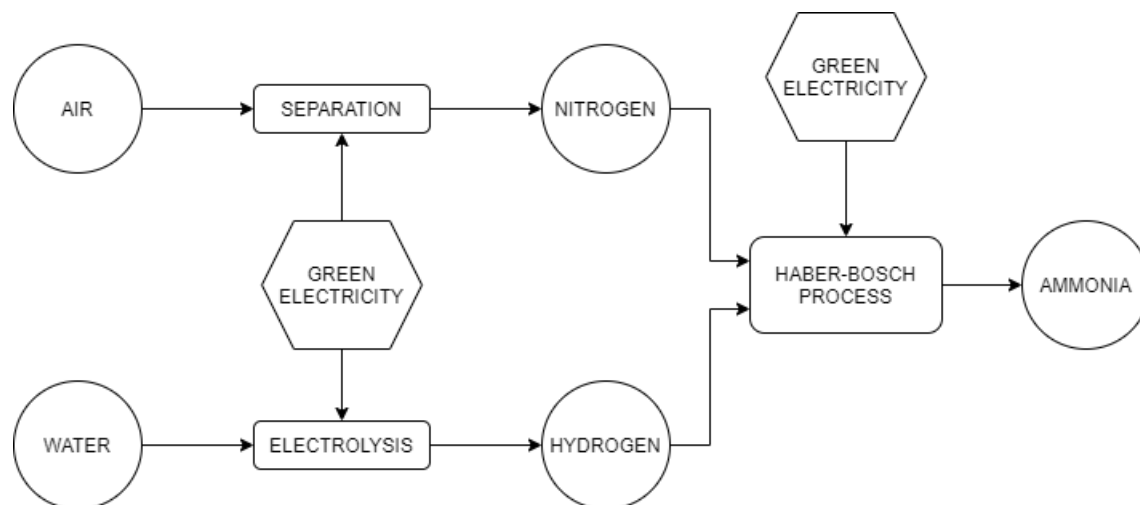 AIR
SEPARATION
NITROGEN
GREEN
ELECTRICITY
GREEN
ELECTRICITY
HABER-BOSCH
PROCESS
AMMONIA
WATER
ELECTROLYSIS
HYDROGEN